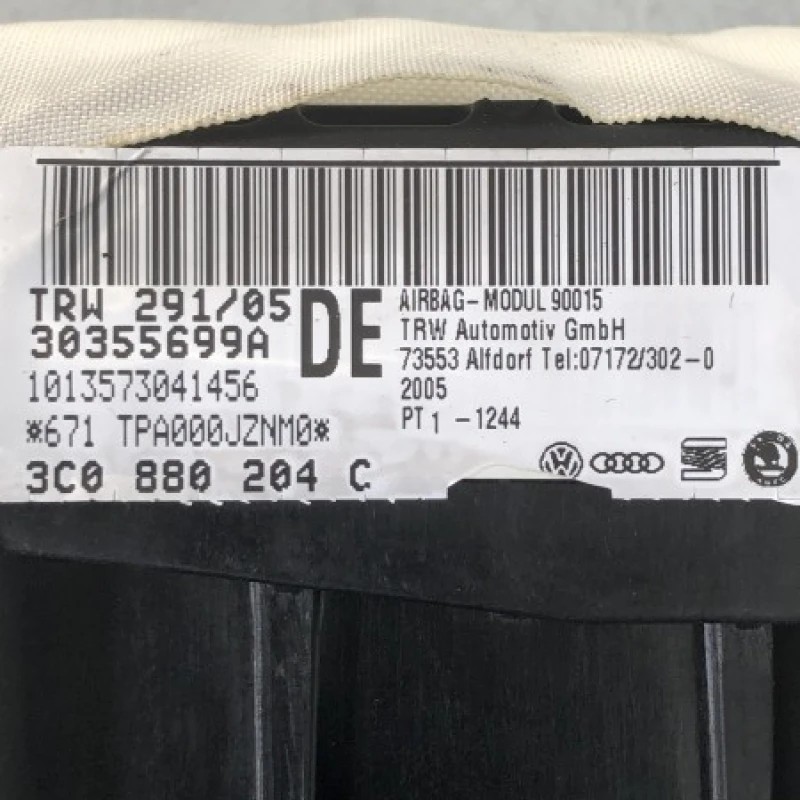 TRW 291/05
30355699A
1013573041456
*671 TPA000JZNM0*
3C0 880 204 C
DE
AIRBAG-MODUL 90015
TRW Automotiv GmbH
73553 Alfdorf Tel:07172/302-0
2005
PT 1 -1244